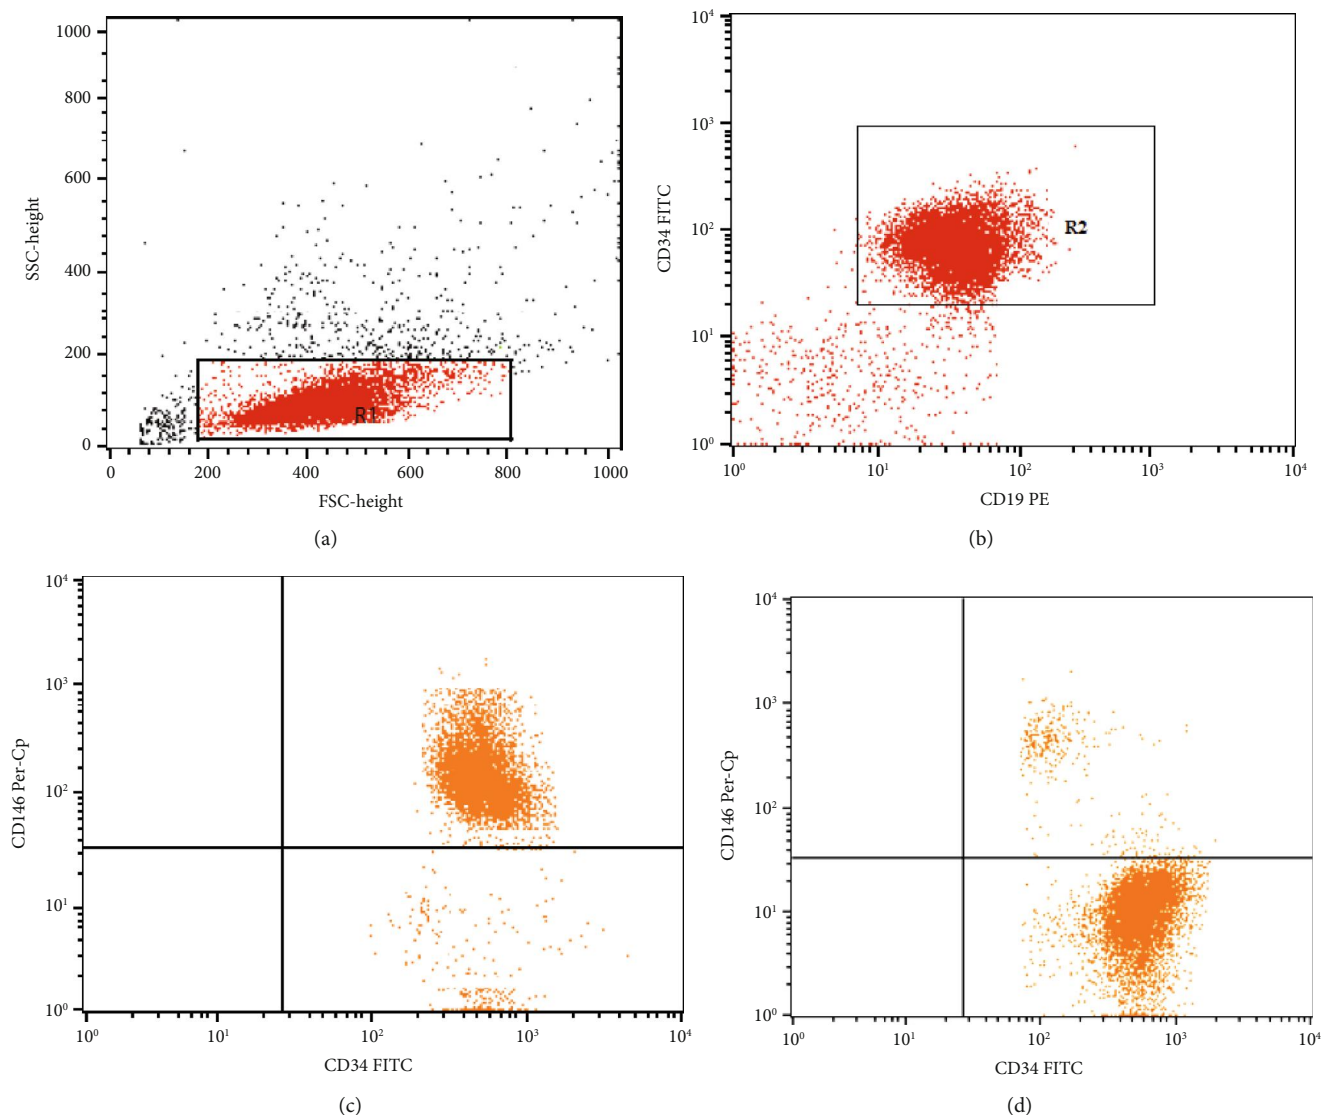 1000
800
600
400
200
0
SSC-height
R1
0 200 400 600 800 1000
FSC-height
(a)
10⁴
10³
10²
10¹
10⁰
CD34 FITC
R2
10⁰ 10¹ 10² 10³ 10⁴
CD19 PE
(b)
10⁴
10³
10²
10¹
10⁰
CD146 Per-Cp
10⁰ 10¹ 10² 10³ 10⁴
CD34 FITC
(c)
10⁴
10³
10²
10¹
10⁰
CD146 Per-Cp
10⁰ 10¹ 10² 10³ 10⁴
CD34 FITC
(d)